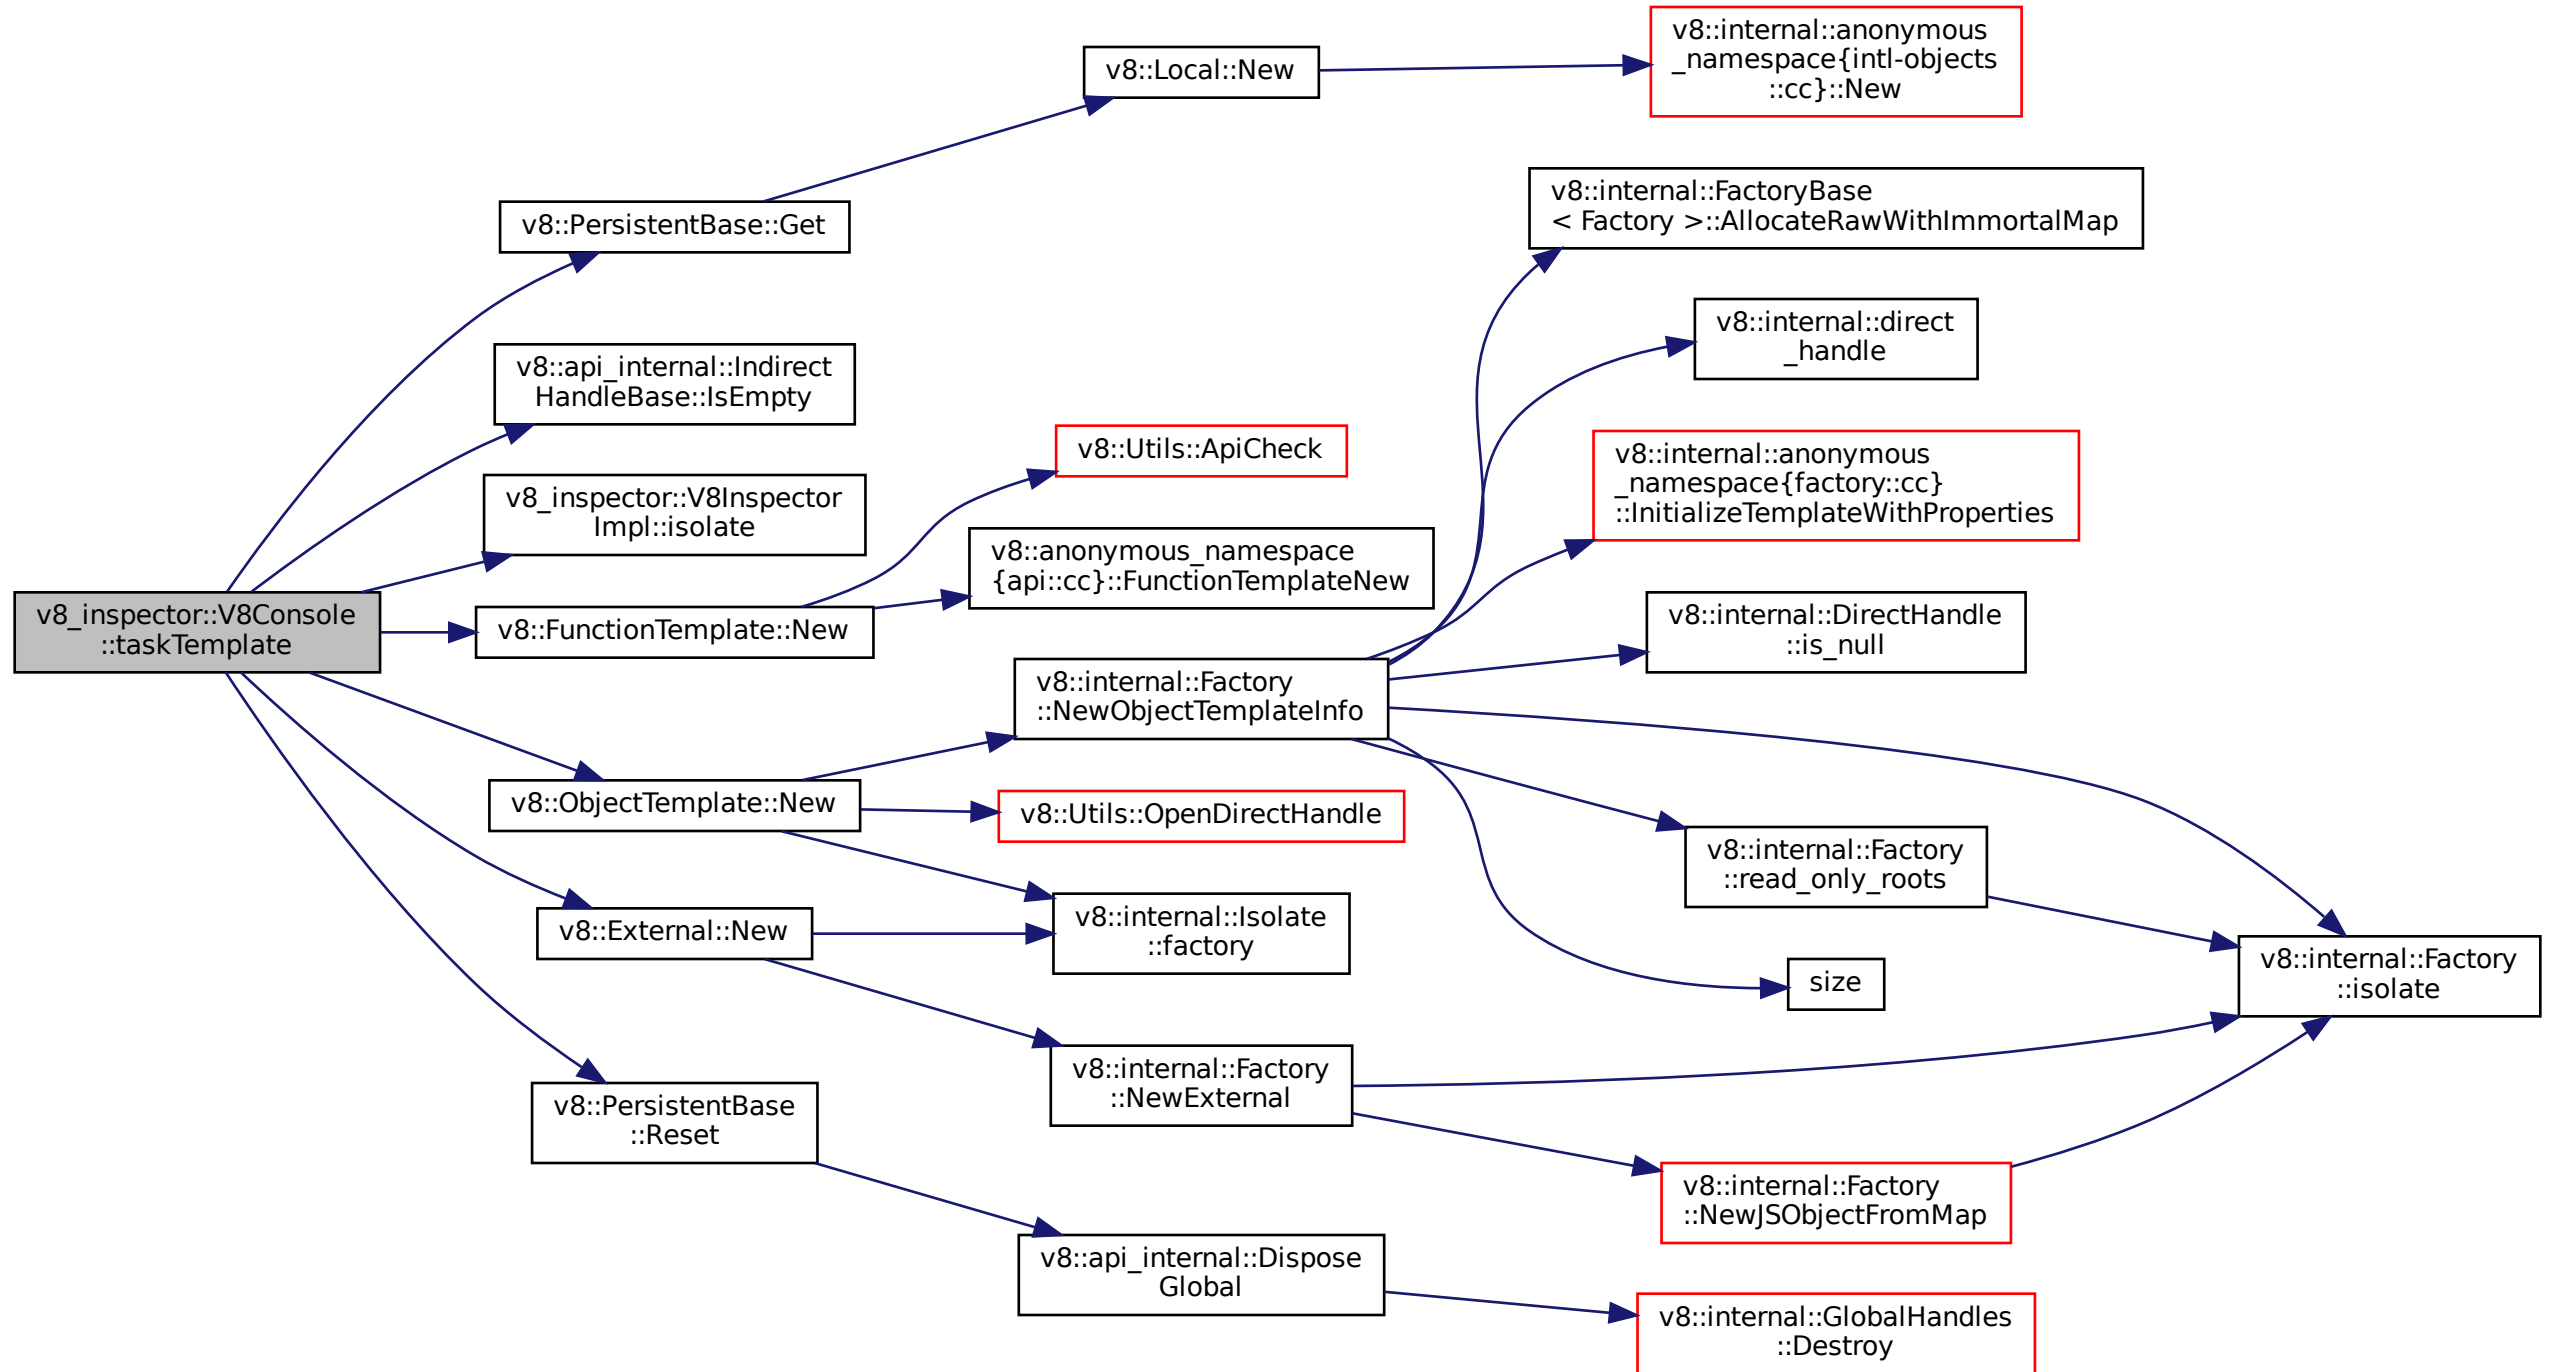 v8::internal::anonymous
_namespace{intl-objects
::cc}::New
v8::Local::New
v8::PersistentBase::Get
v8::internal::FactoryBase
< Factory >::AllocateRawWithImmortalMap
v8::internal::direct
_handle
v8::api_internal::Indirect
HandleBase::IsEmpty
v8::Utils::ApiCheck
v8::internal::anonymous
_namespace{factory::cc}
::InitializeTemplateWithProperties
v8_inspector::V8Inspector
Impl::isolate
v8::anonymous_namespace
{api::cc}::FunctionTemplateNew
v8_inspector::V8Console
::taskTemplate
v8::FunctionTemplate::New
v8::internal::DirectHandle
::is_null
v8::internal::Factory
::NewObjectTemplateInfo
v8::ObjectTemplate::New
v8::Utils::OpenDirectHandle
v8::internal::Factory
::read_only_roots
v8::External::New
v8::internal::Isolate
::factory
size
v8::internal::Factory
::isolate
v8::internal::Factory
::NewExternal
v8::PersistentBase
::Reset
v8::internal::Factory
::NewJSObjectFromMap
v8::api_internal::Dispose
Global
v8::internal::GlobalHandles
::Destroy